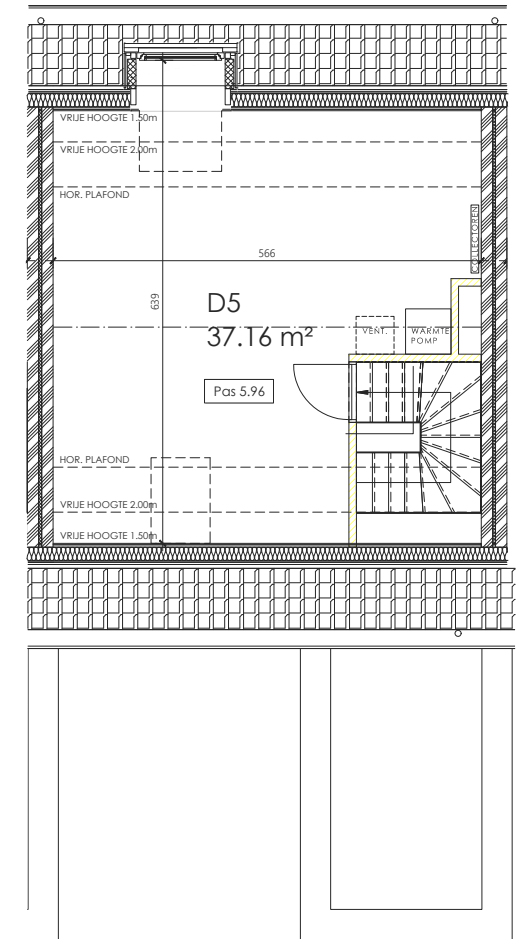 VRIJE HOOGTE 1.50m
VRIJE HOOGTE 2.00m
HOR. PLAFOND
COLLECTOREN
566
639
D5
37.16 m²
VENT.
WARMTE
POMP
Pas 5.96
HOR. PLAFOND
VRIJE HOOGTE 2.00m
VRIJE HOOGTE 1.50m